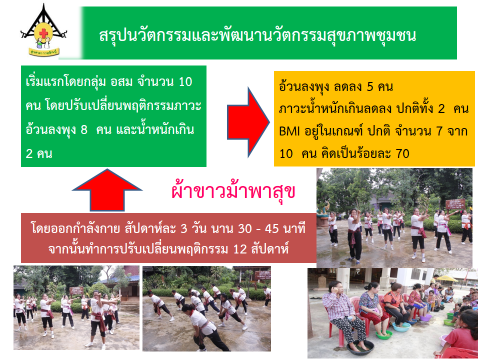 สรุปนวัตกรรมและพัฒนานวัตกรรมสุขภาพชุมชน
เริ่มแรกโดยกลุ่ม อสม จำนวน 10
คน โดยปรับเปลี่ยนพฤติกรรมภาวะ
อ้วนลงพุง 8 คน และน้ำหนักเกิน
2 คน
อ้วนลงพุง ลดลง 5 คน
ภาวะน้ำหนักเกินลดลง ปกติทั้ง 2 คน
BMI อยู่ในเกณฑ์ ปกติ จำนวน 7 จาก
10 คน คิดเป็นร้อยละ 70
ผ้าขาวม้าพาสุข
โดยออกกำลังกาย สัปดาห์ละ 3 วัน นาน 30 - 45 นาที
จากนั้นทำการปรับเปลี่ยนพฤติกรรม 12 สัปดาห์